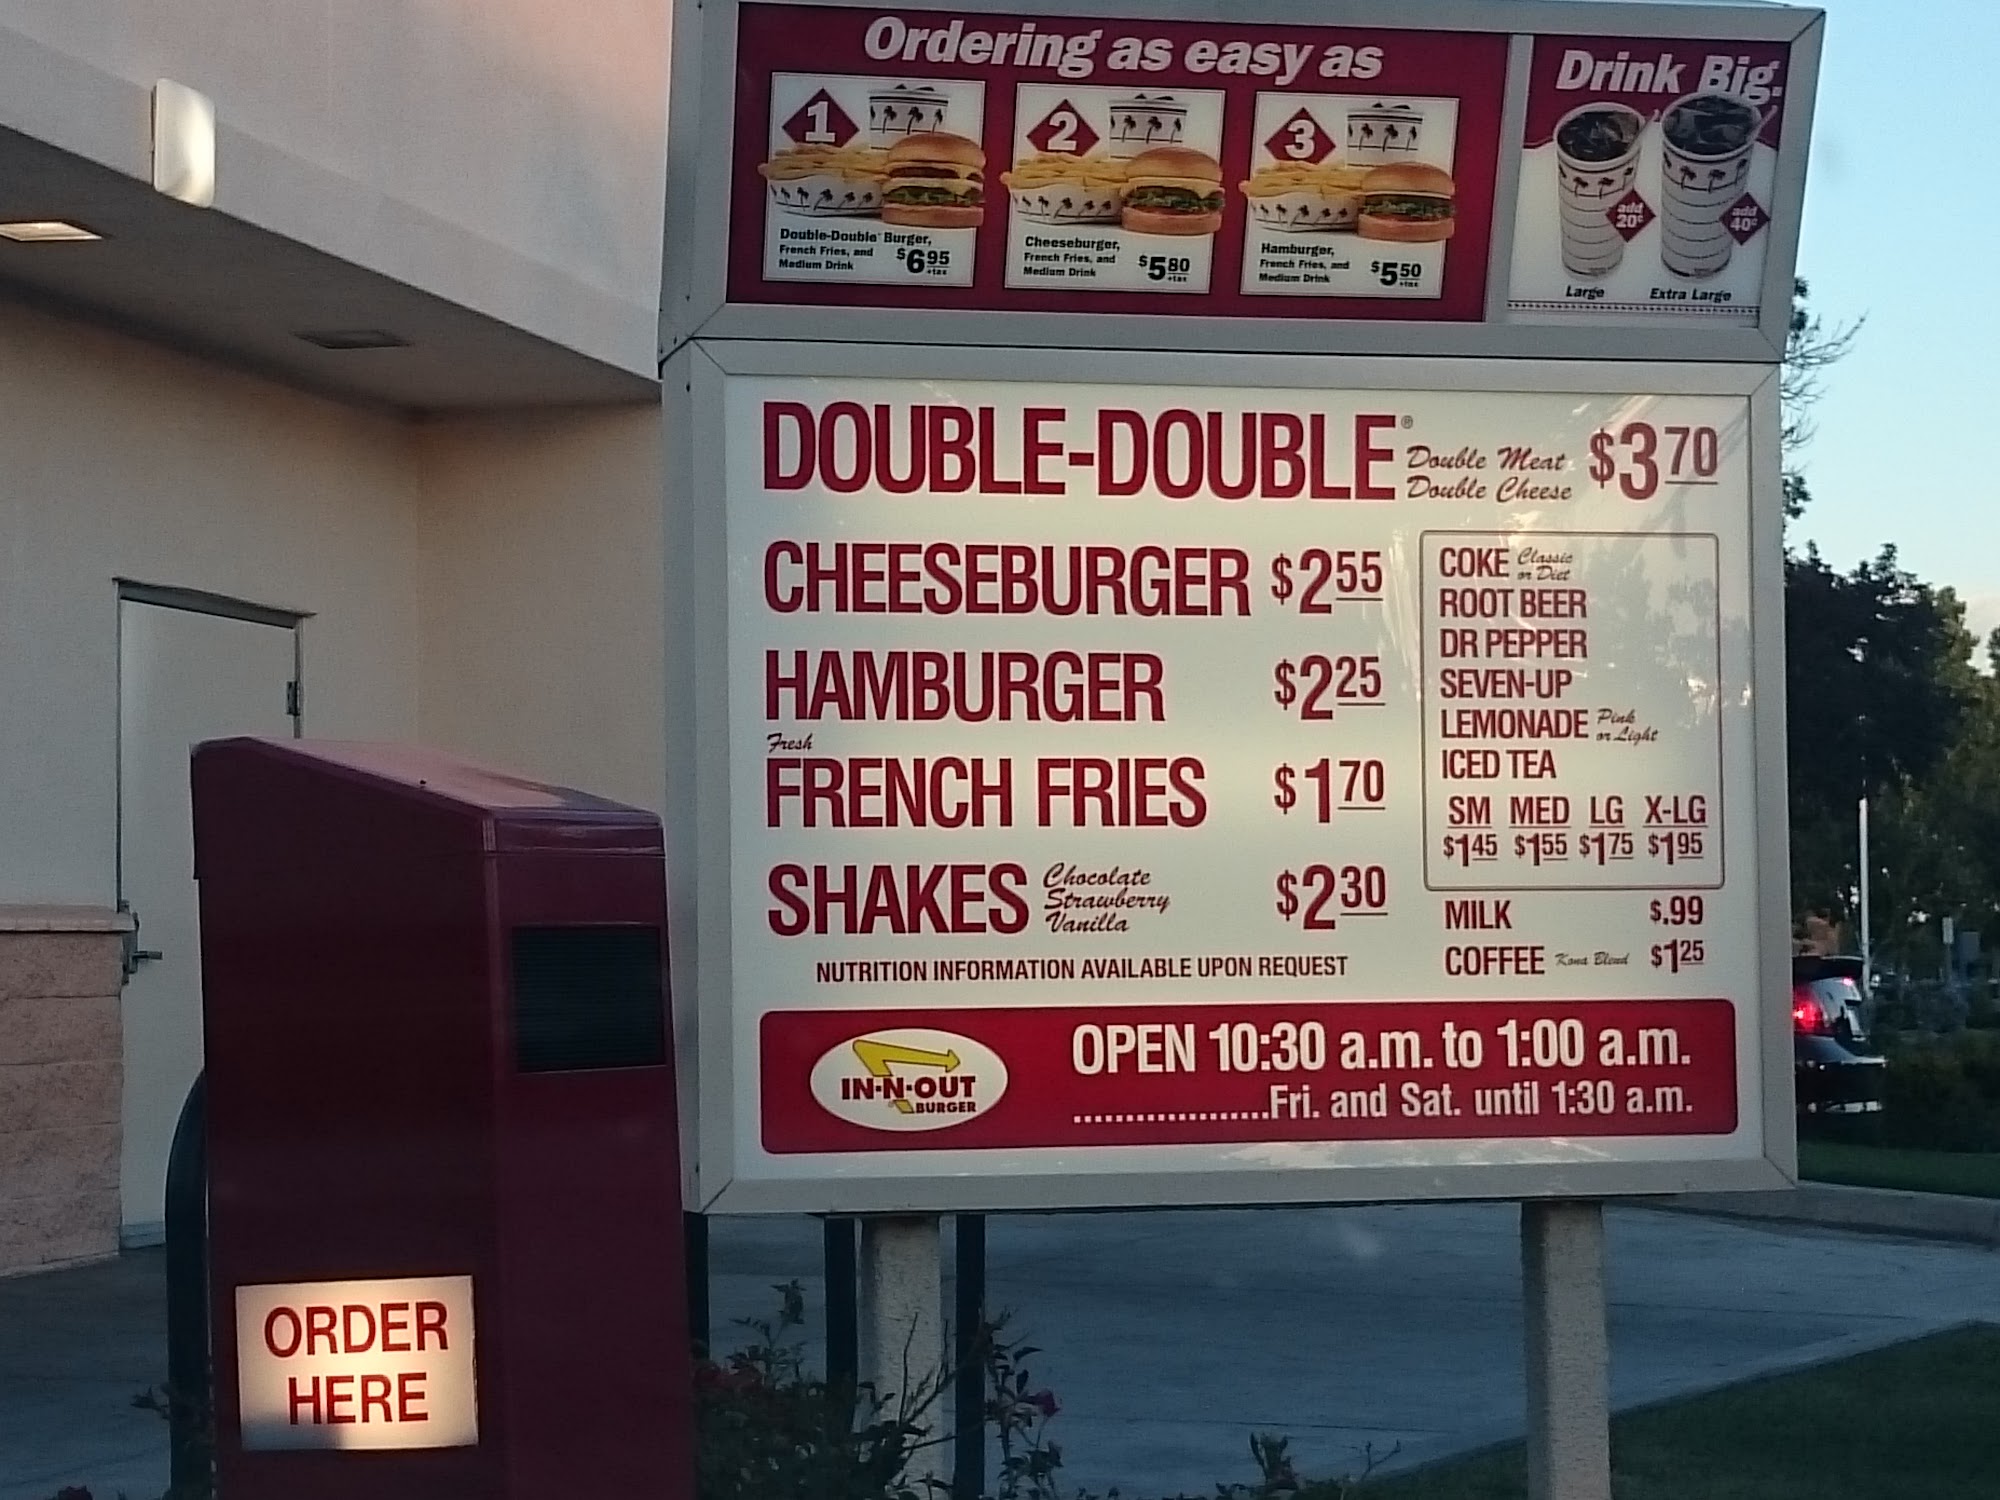 Ordering as easy as
1
Double-Double® Burger,
French Fries, and
Medium Drink
$6 95
+tax
2
Cheeseburger,
French Fries, and
Medium Drink
$5 80
+tax
3
Hamburger,
French Fries, and
Medium Drink
$5 50
+tax
Drink Big.
add
20¢
add
40¢
Large
Extra Large
DOUBLE-DOUBLE® Double Meat
Double Cheese
$3 70
CHEESEBURGER $2 55
HAMBURGER $2 25
Fresh
FRENCH FRIES $1 70
SHAKES Chocolate
Strawberry
Vanilla
$2 30
NUTRITION INFORMATION AVAILABLE UPON REQUEST
COKE Classic
or Diet
ROOT BEER
DR PEPPER
SEVEN-UP
LEMONADE Pink
or Light
ICED TEA
SM MED LG X-LG
$1 45 $1 55 $1 75 $1 95
MILK $.99
COFFEE Kona Blend $1 25
IN-N-OUT
BURGER
OPEN 10:30 a.m. to 1:00 a.m.
....................Fri. and Sat. until 1:30 a.m.
ORDER
HERE